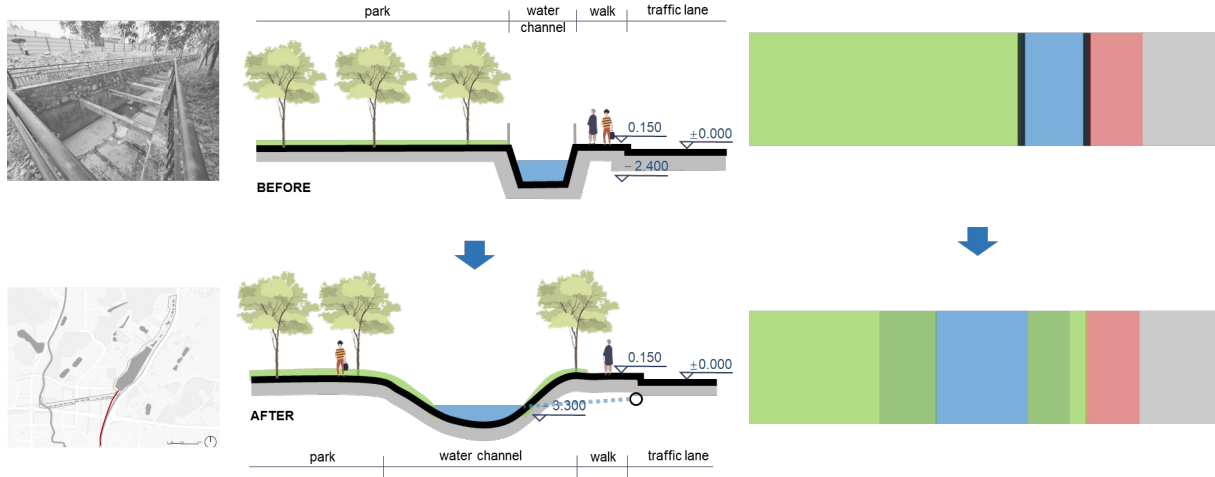 park
water
channel
walk
traffic lane
0.150
±0.000
−2.400
BEFORE
0.150
±0.000
AFTER
- 3.300
park
water channel
walk
traffic lane